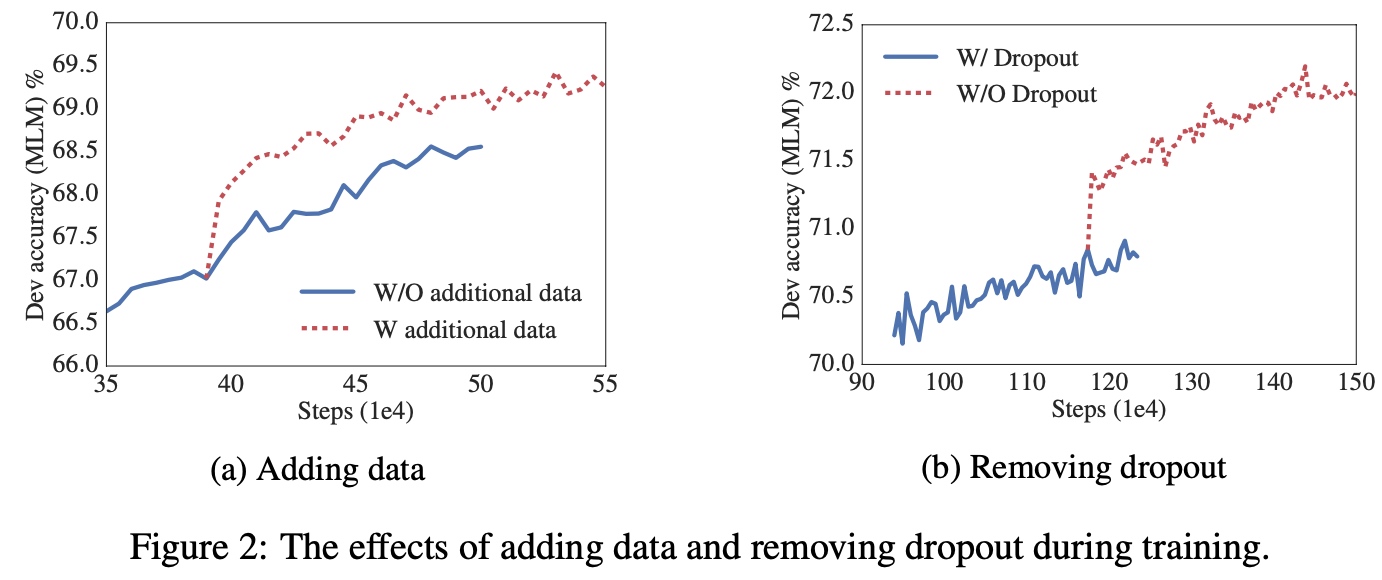 70.0
69.5
69.0
68.5
68.0
67.5
67.0
66.5
66.0
Dev accuracy (MLM) %
W/O additional data
W additional data
35 40 45 50 55
Steps (1e4)
(a) Adding data
72.5
72.0
71.5
71.0
70.5
70.0
Dev accuracy (MLM) %
W/ Dropout
W/O Dropout
90 100 110 120 130 140 150
Steps (1e4)
(b) Removing dropout
Figure 2: The effects of adding data and removing dropout during training.